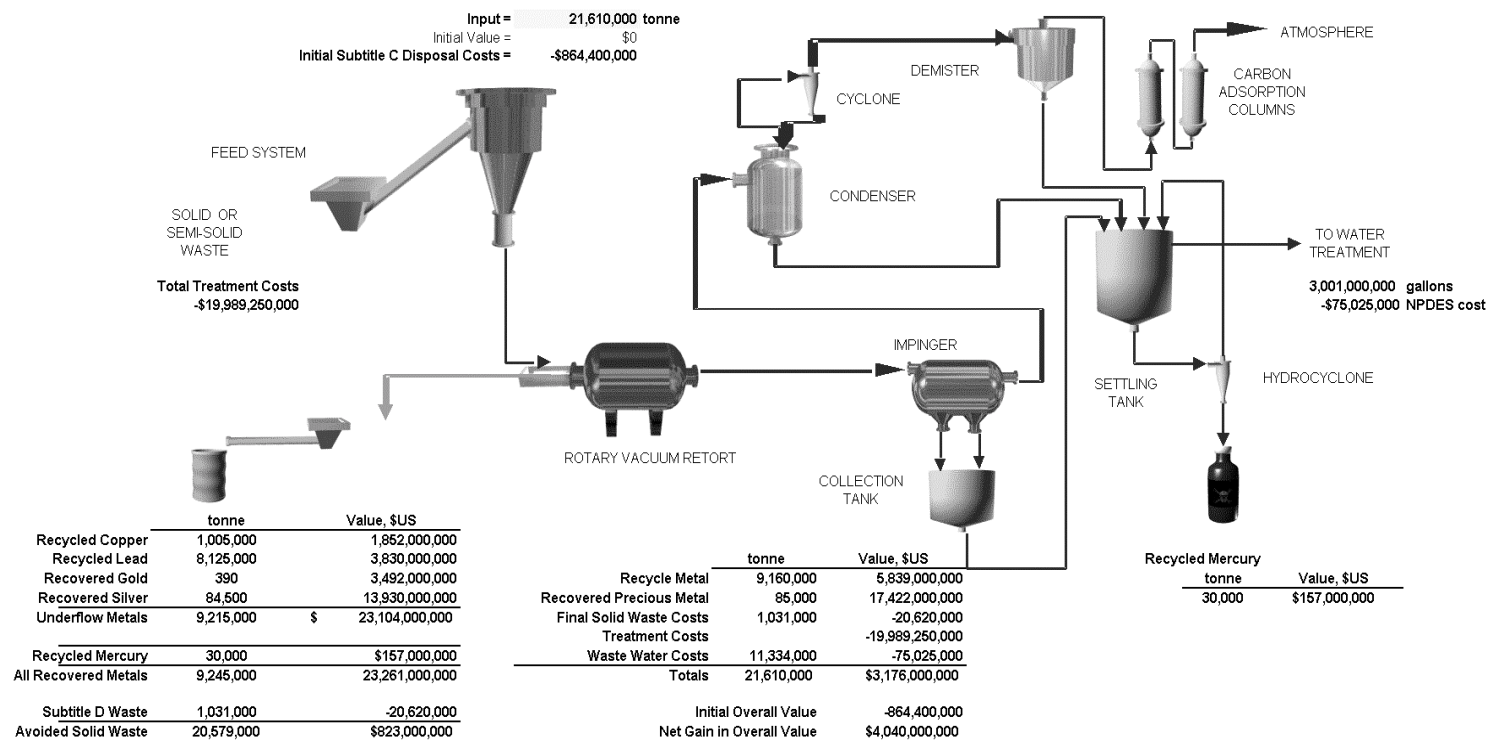 Input = 21,610,000 tonne
Initial Value = $0
Initial Subtitle C Disposal Costs = -$864,400,000
ATMOSPHERE
DEMISTER
CARBON
ADSORPTION
COLUMNS
CYCLONE
FEED SYSTEM
CONDENSER
SOLID OR
SEMI-SOLID
WASTE
TO WATER
TREATMENT
Total Treatment Costs
-$19,989,250,000
3,001,000,000 gallons
-$75,025,000 NPDES cost
IMPINGER
SETTLING
TANK
HYDROCYCLONE
ROTARY VACUUM RETORT
COLLECTION
TANK
tonne Value, $US
Recycled Copper 1,005,000 1,852,000,000
Recycled Lead 8,125,000 3,830,000,000
Recovered Gold 390 3,492,000,000
Recovered Silver 84,500 13,930,000,000
Underflow Metals 9,215,000 $ 23,104,000,000
Recycled Mercury 30,000 $157,000,000
All Recovered Metals 9,245,000 23,261,000,000
Subtitle D Waste 1,031,000 -20,620,000
Avoided Solid Waste 20,579,000 $823,000,000
tonne Value, $US
Recycle Metal 9,160,000 5,839,000,000
Recovered Precious Metal 85,000 17,422,000,000
Final Solid Waste Costs 1,031,000 -20,620,000
Treatment Costs -19,989,250,000
Waste Water Costs 11,334,000 -75,025,000
Totals 21,610,000 $3,176,000,000
Initial Overall Value -864,400,000
Net Gain in Overall Value $4,040,000,000
Recycled Mercury
tonne Value, $US
30,000 $157,000,000